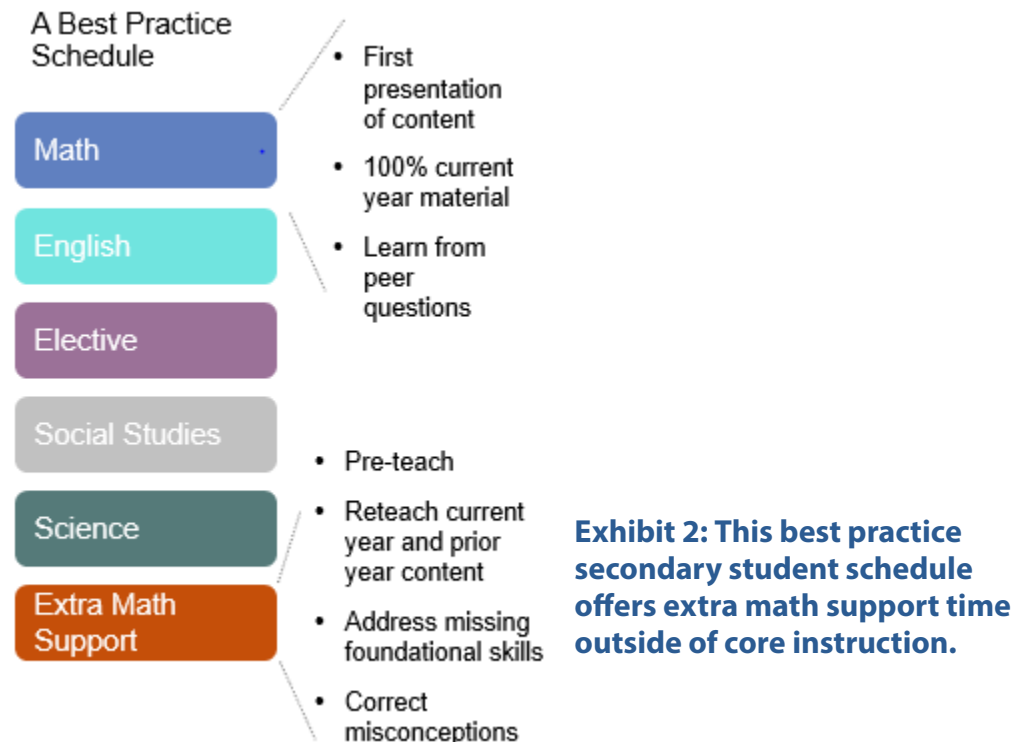 A Best Practice
Schedule
Math
English
Elective
Social Studies
Science
Extra Math
Support
• First
presentation
of content
• 100% current
year material
• Learn from
peer
questions
• Pre-teach
• Reteach current
year and prior
year content
• Address missing
foundational skills
• Correct
misconceptions
Exhibit 2: This best practice
secondary student schedule
offers extra math support time
outside of core instruction.